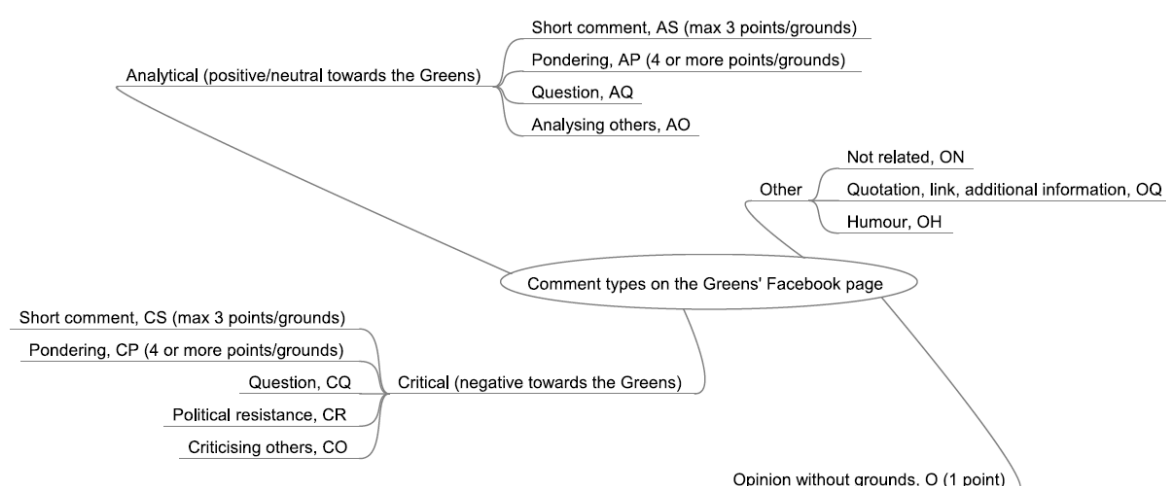 Short comment, AS (max 3 points/grounds)
Pondering, AP (4 or more points/grounds)
Analytical (positive/neutral towards the Greens)
Question, AQ
Analysing others, AO
Not related, ON
Other
Quotation, link, additional information, OQ
Humour, OH
Comment types on the Greens' Facebook page
Short comment, CS (max 3 points/grounds)
Pondering, CP (4 or more points/grounds)
Question, CQ
Critical (negative towards the Greens)
Political resistance, CR
Criticising others, CO
Opinion without grounds, O (1 point)